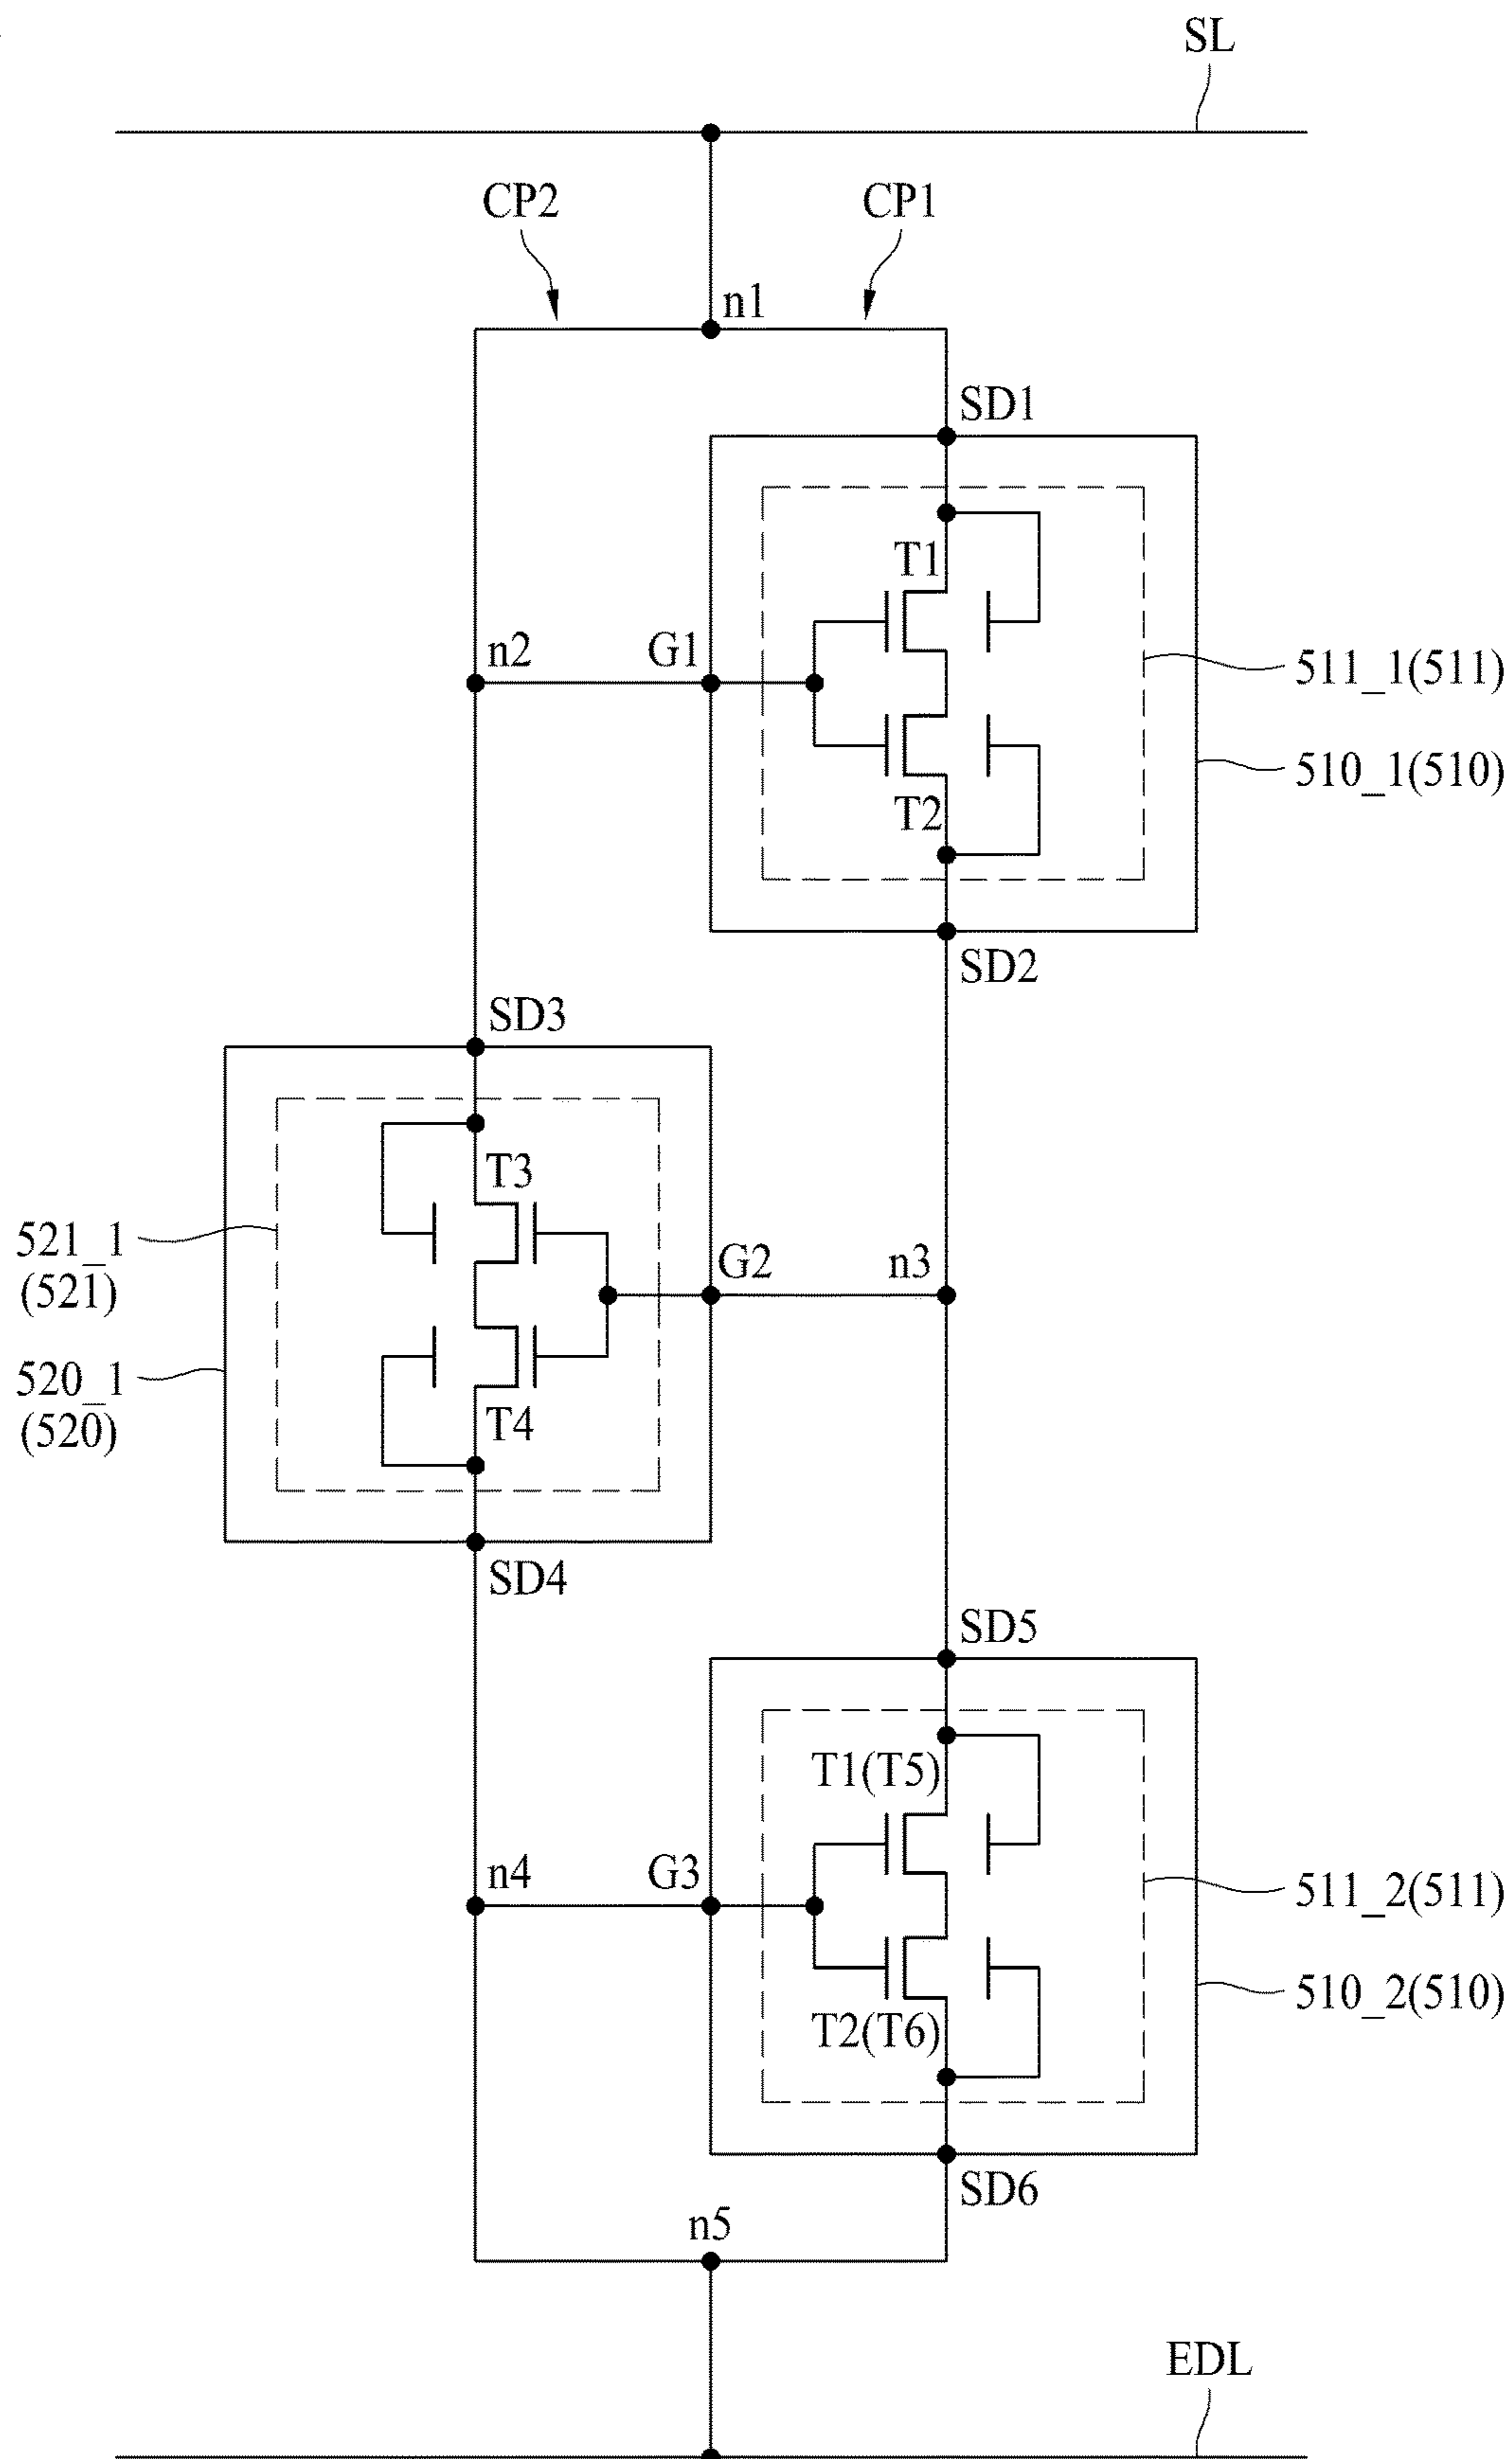 SL
CP2
CP1
n1
SD1
T1
n2
G1
511_1(511)
510_1(510)
T2
SD2
SD3
T3
521_1
(521)
G2
n3
520_1
(520)
T4
SD4
SD5
T1(T5)
n4
G3
511_2(511)
510_2(510)
T2(T6)
SD6
n5
EDL